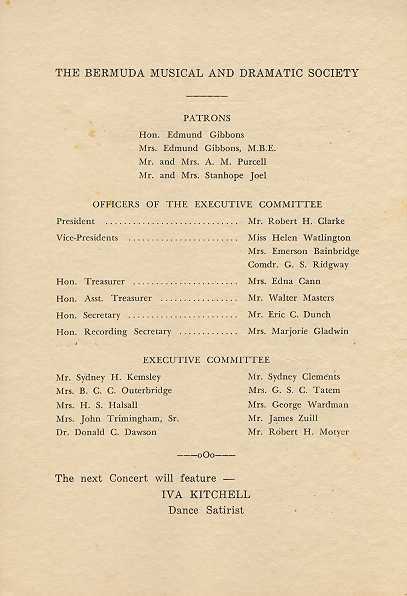 THE BERMUDA MUSICAL AND DRAMATIC SOCIETY
PATRONS
Hon. Edmund Gibbons
Mrs. Edmund Gibbons, M.B.E.
Mr. and Mrs. A. M. Purcell
Mr. and Mrs. Stanhope Joel
OFFICERS OF THE EXECUTIVE COMMITTEE
President ........................... Mr. Robert H. Clarke
Vice-Presidents ...................... Miss Helen Watlington
Mrs. Emerson Bainbridge
Comdr. G. S. Ridgway
Hon. Treasurer ..................... Mrs. Edna Cann
Hon. Asst. Treasurer ................ Mr. Walter Masters
Hon. Secretary ...................... Mr. Eric C. Dunch
Hon. Recording Secretary ............ Mrs. Marjorie Gladwin
EXECUTIVE COMMITTEE
Mr. Sydney H. Kemsley Mr. Sydney Clements
Mrs. B. C. C. Outerbridge Mrs. G. S. C. Tatem
Mrs. H. S. Halsall Mrs. George Wardman
Mrs. John Trimingham, Sr. Mr. James Zuill
Dr. Donald C. Dawson Mr. Robert H. Motyer
———oOo———
The next Concert will feature —
IVA KITCHELL
Dance Satirist